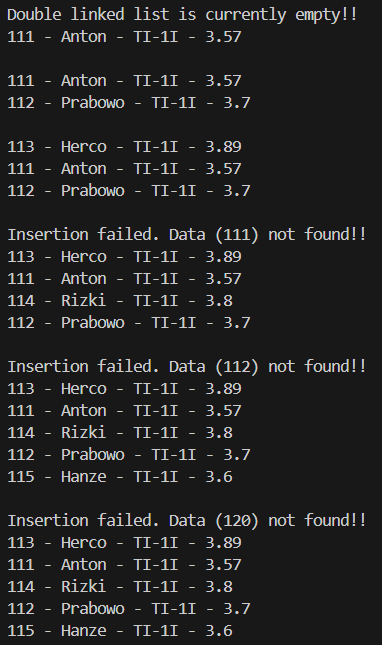 Double linked list is currently empty!!
111 - Anton - TI-1I - 3.57

111 - Anton - TI-1I - 3.57
112 - Prabowo - TI-1I - 3.7

113 - Herco - TI-1I - 3.89
111 - Anton - TI-1I - 3.57
112 - Prabowo - TI-1I - 3.7

Insertion failed. Data (111) not found!!
113 - Herco - TI-1I - 3.89
111 - Anton - TI-1I - 3.57
114 - Rizki - TI-1I - 3.8
112 - Prabowo - TI-1I - 3.7

Insertion failed. Data (112) not found!!
113 - Herco - TI-1I - 3.89
111 - Anton - TI-1I - 3.57
114 - Rizki - TI-1I - 3.8
112 - Prabowo - TI-1I - 3.7
115 - Hanze - TI-1I - 3.6

Insertion failed. Data (120) not found!!
113 - Herco - TI-1I - 3.89
111 - Anton - TI-1I - 3.57
114 - Rizki - TI-1I - 3.8
112 - Prabowo - TI-1I - 3.7
115 - Hanze - TI-1I - 3.6